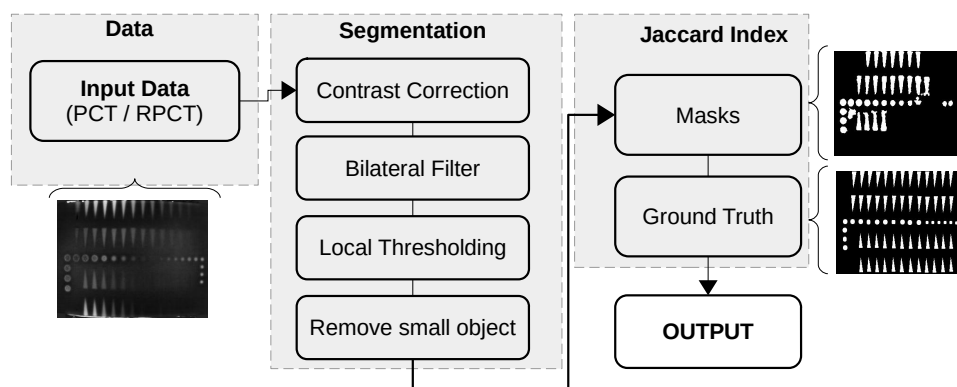 Data
Input Data
(PCT / RPCT)
Segmentation
Contrast Correction
Bilateral Filter
Local Thresholding
Remove small object
Jaccard Index
Masks
Ground Truth
OUTPUT